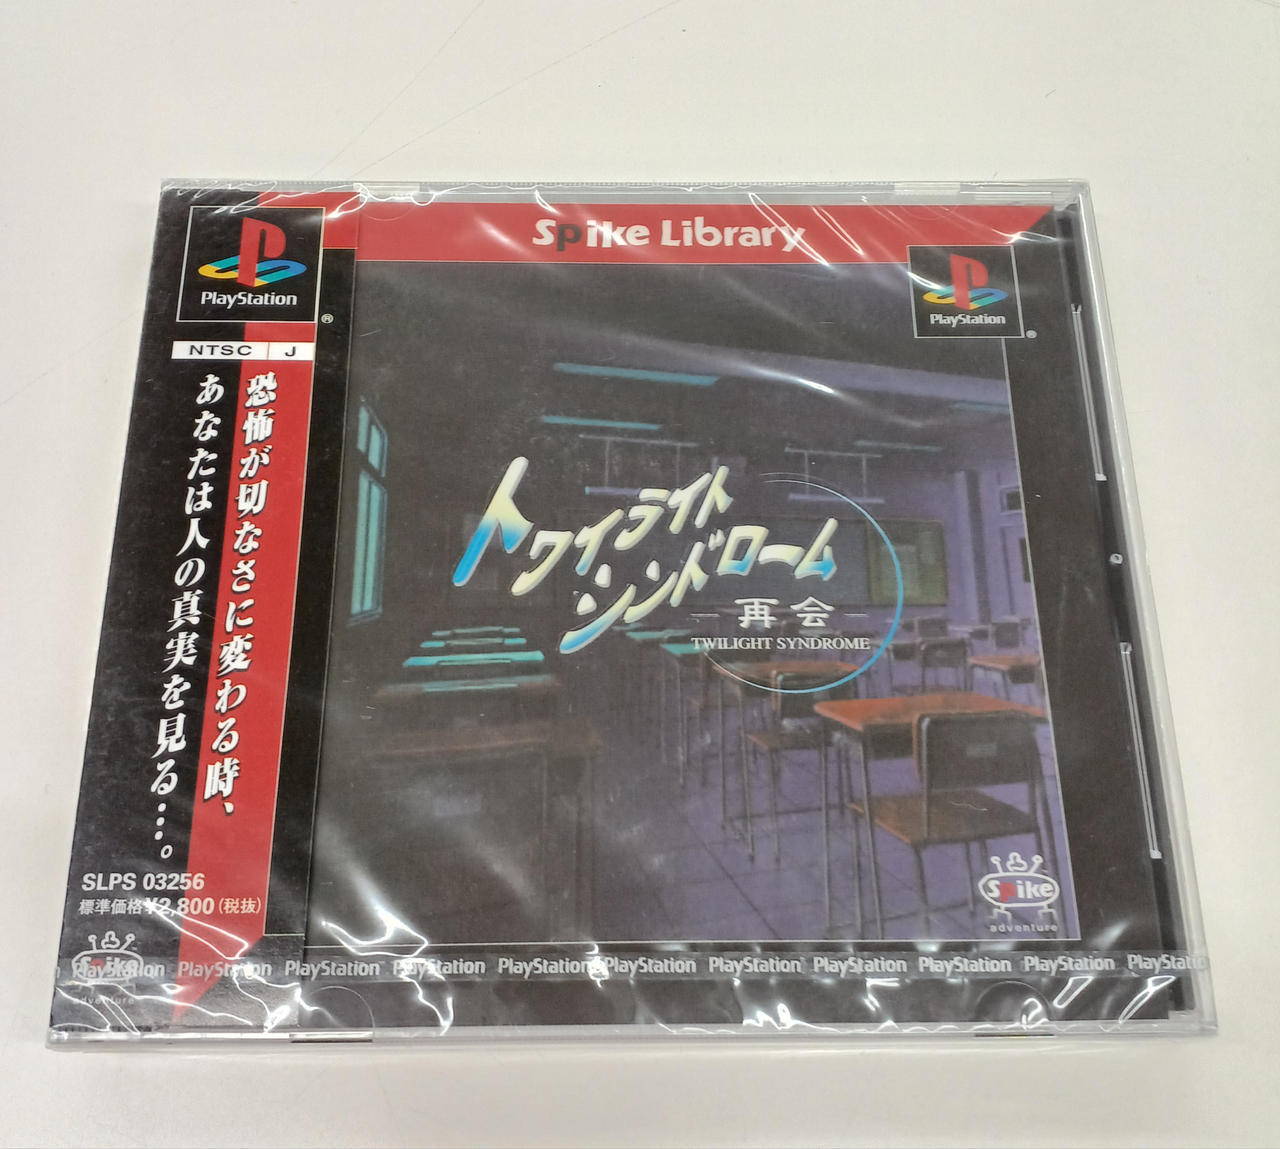 PlayStation
®
NTSC J
恐怖が切なさに変わる時、
あなたは人の真実を見る…。
SLPS 03256
標準価格¥2,800(税抜)
Spike
adventure
Spike Library
PlayStation
®
トワイライト
シンドローム
再会
TWILIGHT SYNDROME
Spike
adventure
PlayStation PlayStation PlayStation PlayStation PlayStation PlayStation PlayStation PlayStation PlayStation PlayStation PlayStation